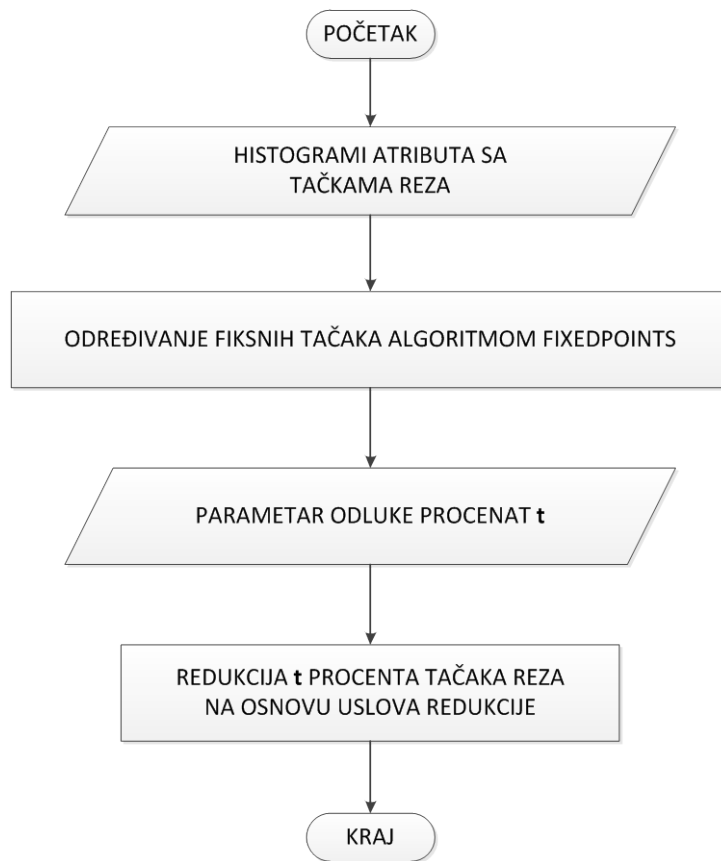 POČETAK
HISTOGRAMI ATRIBUTA SA
TAČKAMA REZA
ODREĐIVANJE FIKSNIH TAČAKA ALGORITMOM FIXEDPOINTS
PARAMETAR ODLUKE PROCENAT t
REDUKCIJA t PROCENTA TAČAKA REZA
NA OSNOVU USLOVA REDUKCIJE
KRAJ